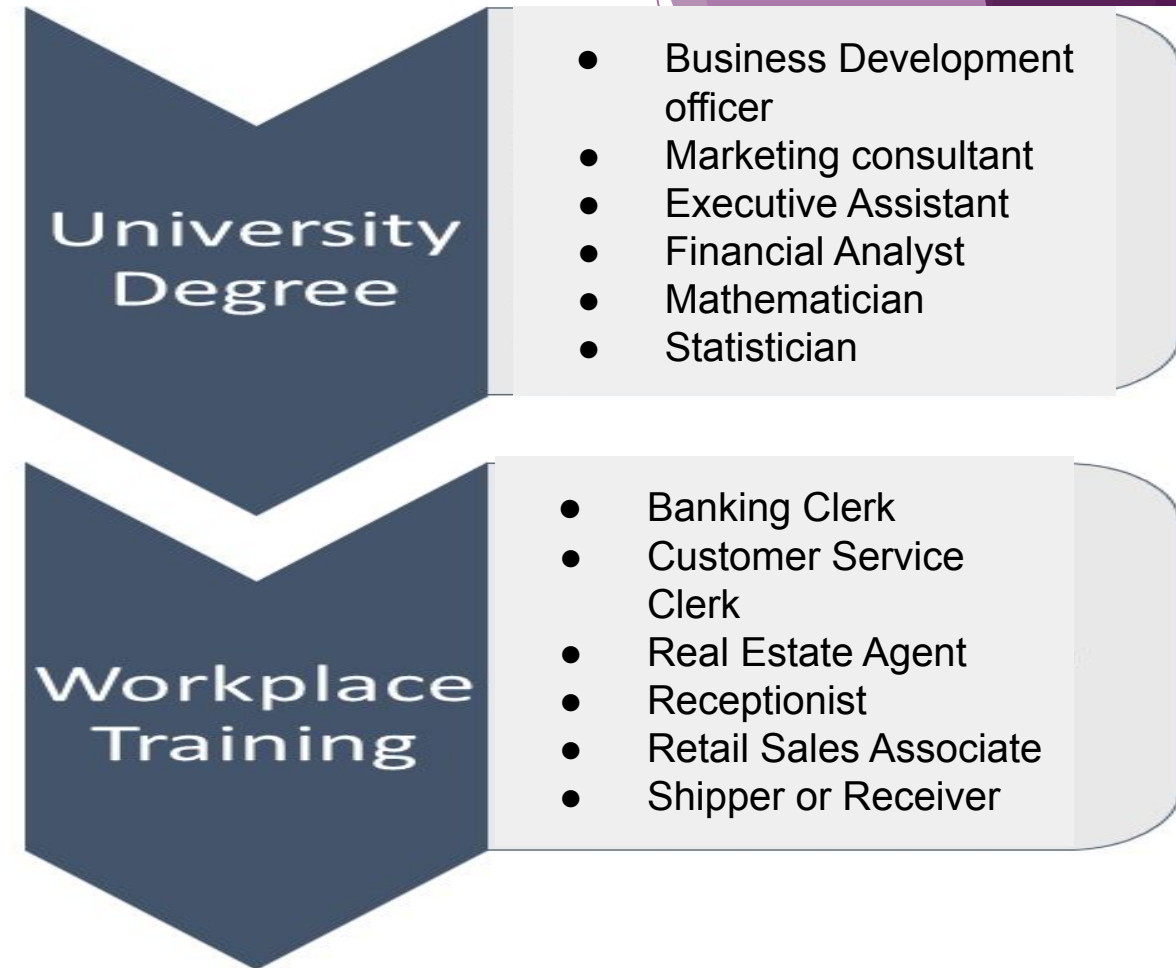 University
Degree
● Business Development
officer
● Marketing consultant
● Executive Assistant
● Financial Analyst
● Mathematician
● Statistician
Workplace
Training
● Banking Clerk
● Customer Service
Clerk
● Real Estate Agent
● Receptionist
● Retail Sales Associate
● Shipper or Receiver